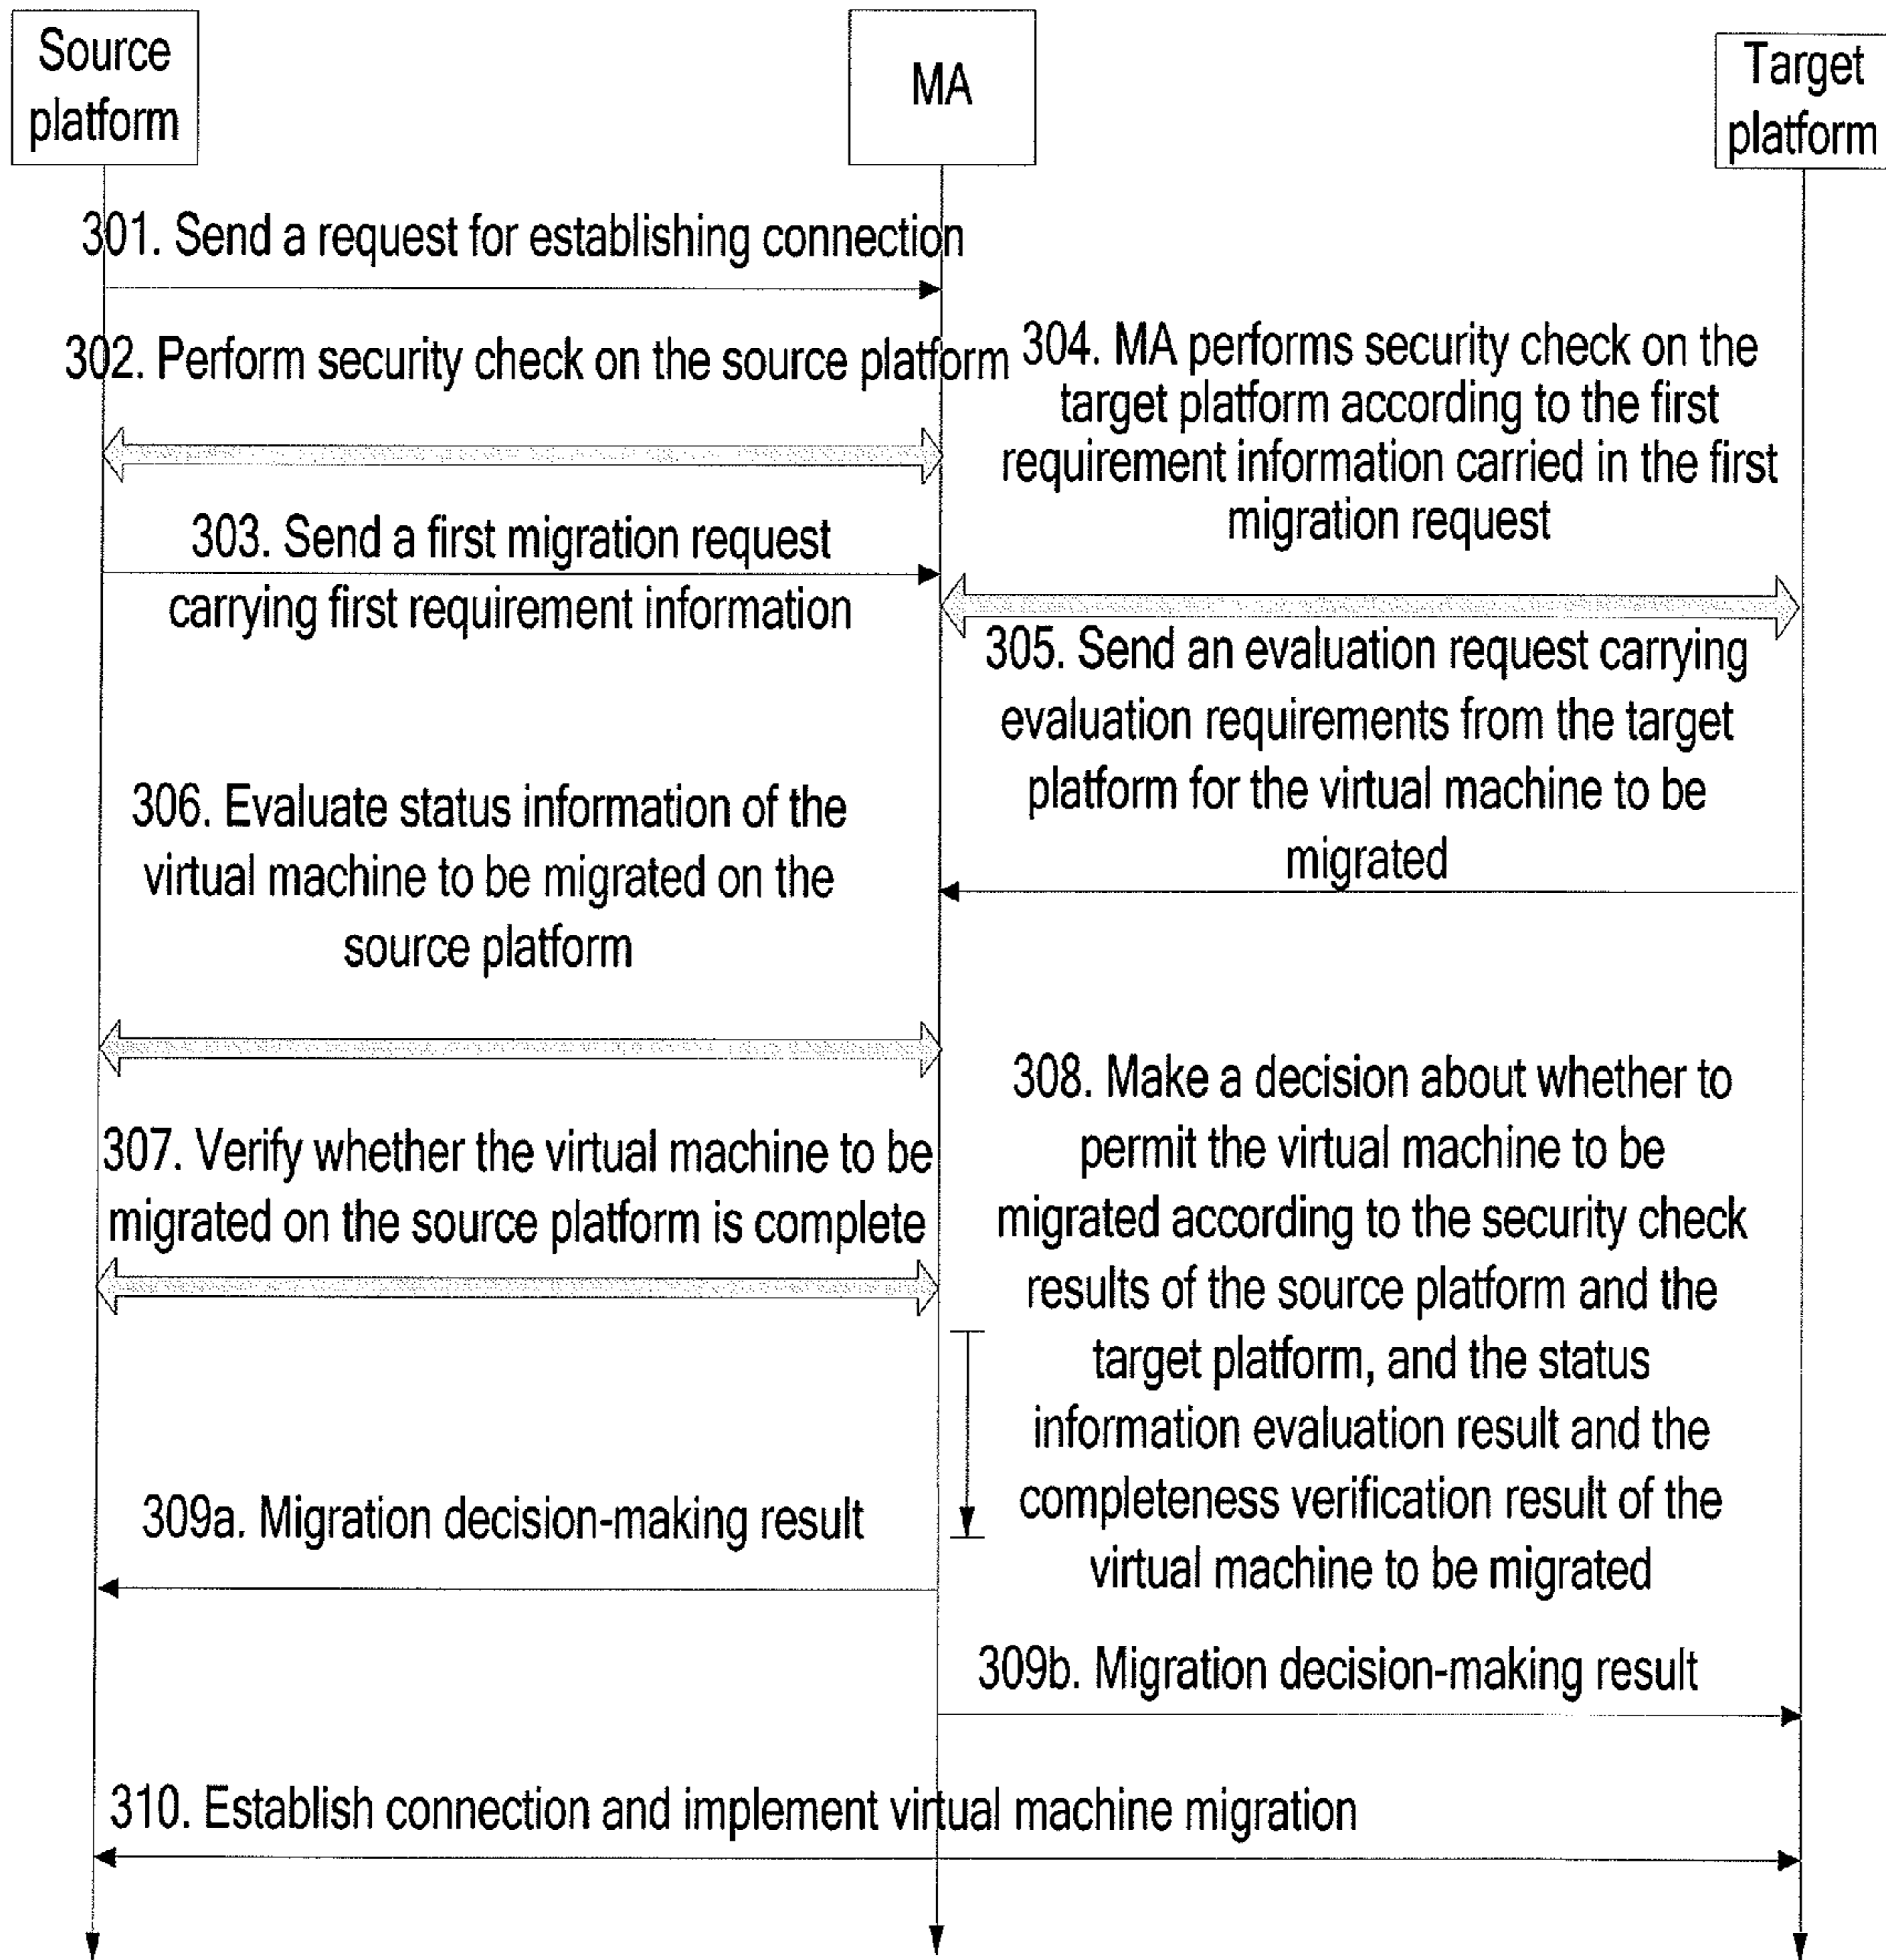 Source
platform
MA
Target
platform
301. Send a request for establishing connection
302. Perform security check on the source platform
303. Send a first migration request
carrying first requirement information
304. MA performs security check on the
target platform according to the first
requirement information carried in the first
migration request
305. Send an evaluation request carrying
evaluation requirements from the target
platform for the virtual machine to be
migrated
306. Evaluate status information of the
virtual machine to be migrated on the
source platform
307. Verify whether the virtual machine to be
migrated on the source platform is complete
308. Make a decision about whether to
permit the virtual machine to be
migrated according to the security check
results of the source platform and the
target platform, and the status
information evaluation result and the
completeness verification result of the
virtual machine to be migrated
309a. Migration decision-making result
309b. Migration decision-making result
310. Establish connection and implement virtual machine migration